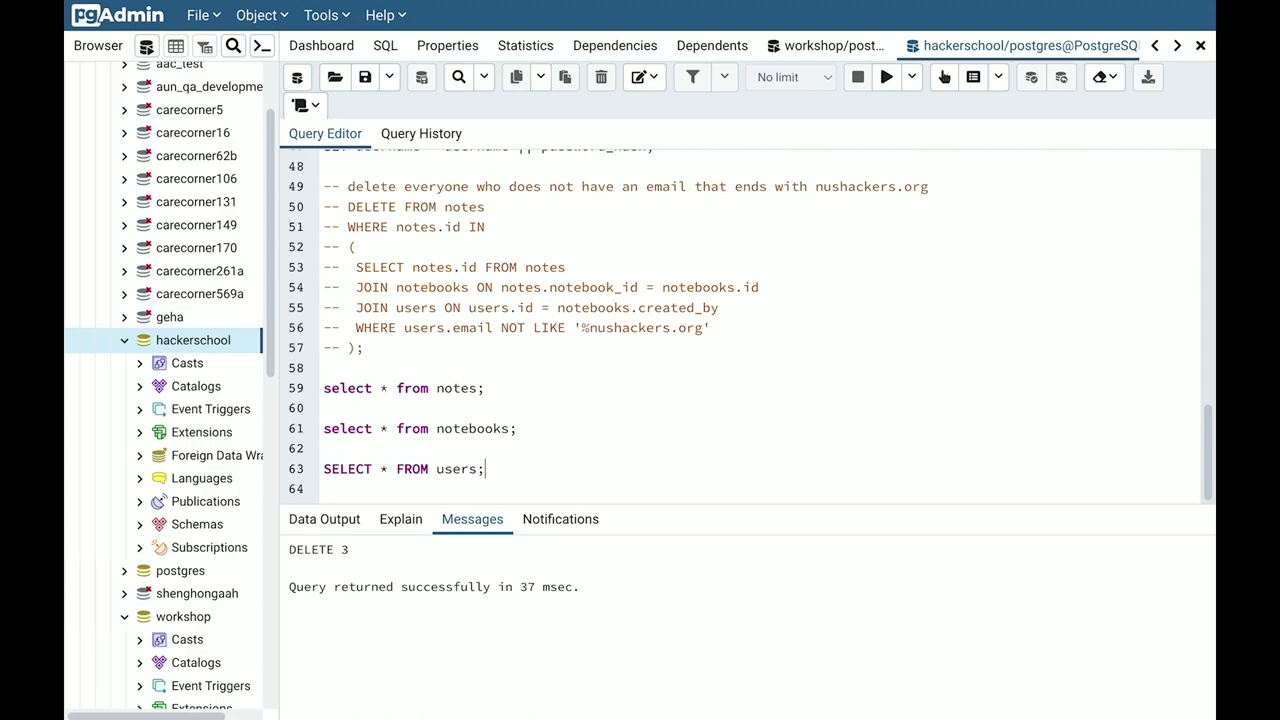 pgAdmin File Object Tools Help
Browser Dashboard SQL Properties Statistics Dependencies Dependents workshop/post... hackerschool/postgres@PostgreSQ
No limit
Query Editor Query History
aac_test
aun_qa_developme
carecorner5
carecorner16
carecorner62b
carecorner106
carecorner131
carecorner149
carecorner170
carecorner261a
carecorner569a
geha
hackerschool
Casts
Catalogs
Event Triggers
Extensions
Foreign Data Wra
Languages
Publications
Schemas
Subscriptions
postgres
shenghongaah
workshop
Casts
Catalogs
Event Triggers
Extensions
48
49 -- delete everyone who does not have an email that ends with nushackers.org
50 -- DELETE FROM notes
51 -- WHERE notes.id IN
52 -- (
53 --  SELECT notes.id FROM notes
54 --  JOIN notebooks ON notes.notebook_id = notebooks.id
55 --  JOIN users ON users.id = notebooks.created_by
56 --  WHERE users.email NOT LIKE '%nushackers.org'
57 -- );
58
59 select * from notes;
60
61 select * from notebooks;
62
63 SELECT * FROM users;
64
Data Output Explain Messages Notifications
DELETE 3
Query returned successfully in 37 msec.